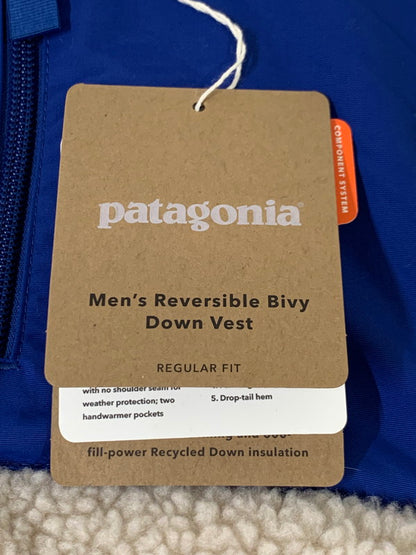 COMPONENT SYSTEM
patagonia
Men's Reversible Bivy
Down Vest
REGULAR FIT
with no shoulder seam for
weather protection; two
handwarmer pockets
5. Drop-tail hem
fill-power Recycled Down insulation